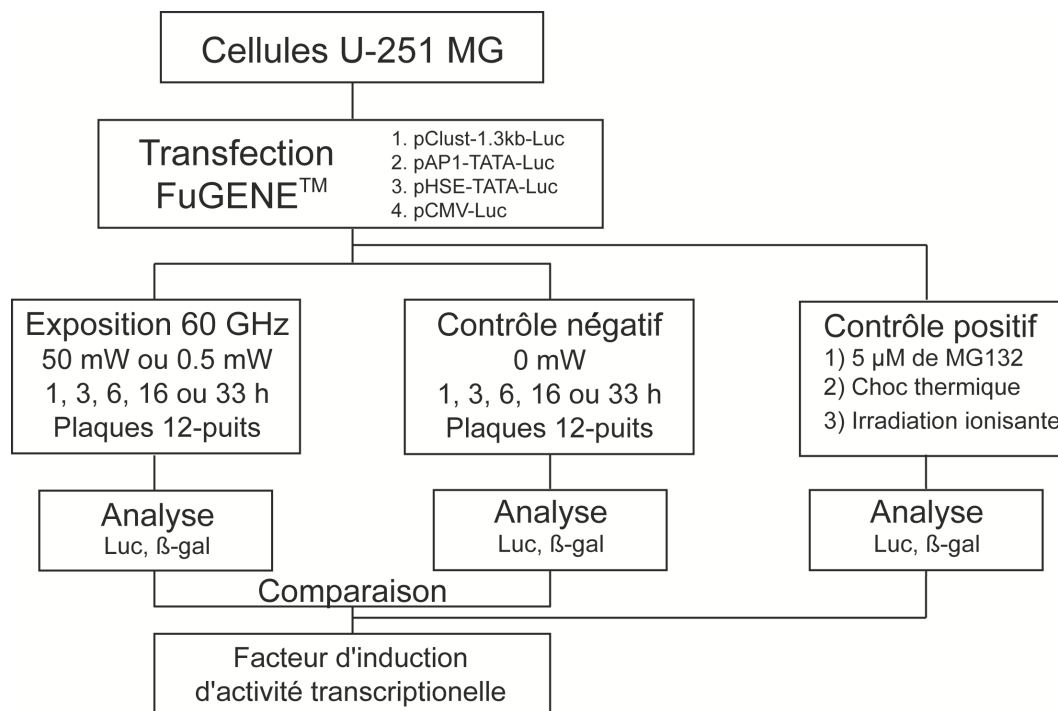 Cellules U-251 MG
Transfection
FuGENE™
1. pClust-1.3kb-Luc
2. pAP1-TATA-Luc
3. pHSE-TATA-Luc
4. pCMV-Luc
Exposition 60 GHz
50 mW ou 0.5 mW
1, 3, 6, 16 ou 33 h
Plaques 12-puits
Contrôle négatif
0 mW
1, 3, 6, 16 ou 33 h
Plaques 12-puits
Contrôle positif
1) 5 µM de MG132
2) Choc thermique
3) Irradiation ionisante
Analyse
Luc, ß-gal
Analyse
Luc, ß-gal
Analyse
Luc, ß-gal
Comparaison
Facteur d'induction
d'activité transcriptionelle